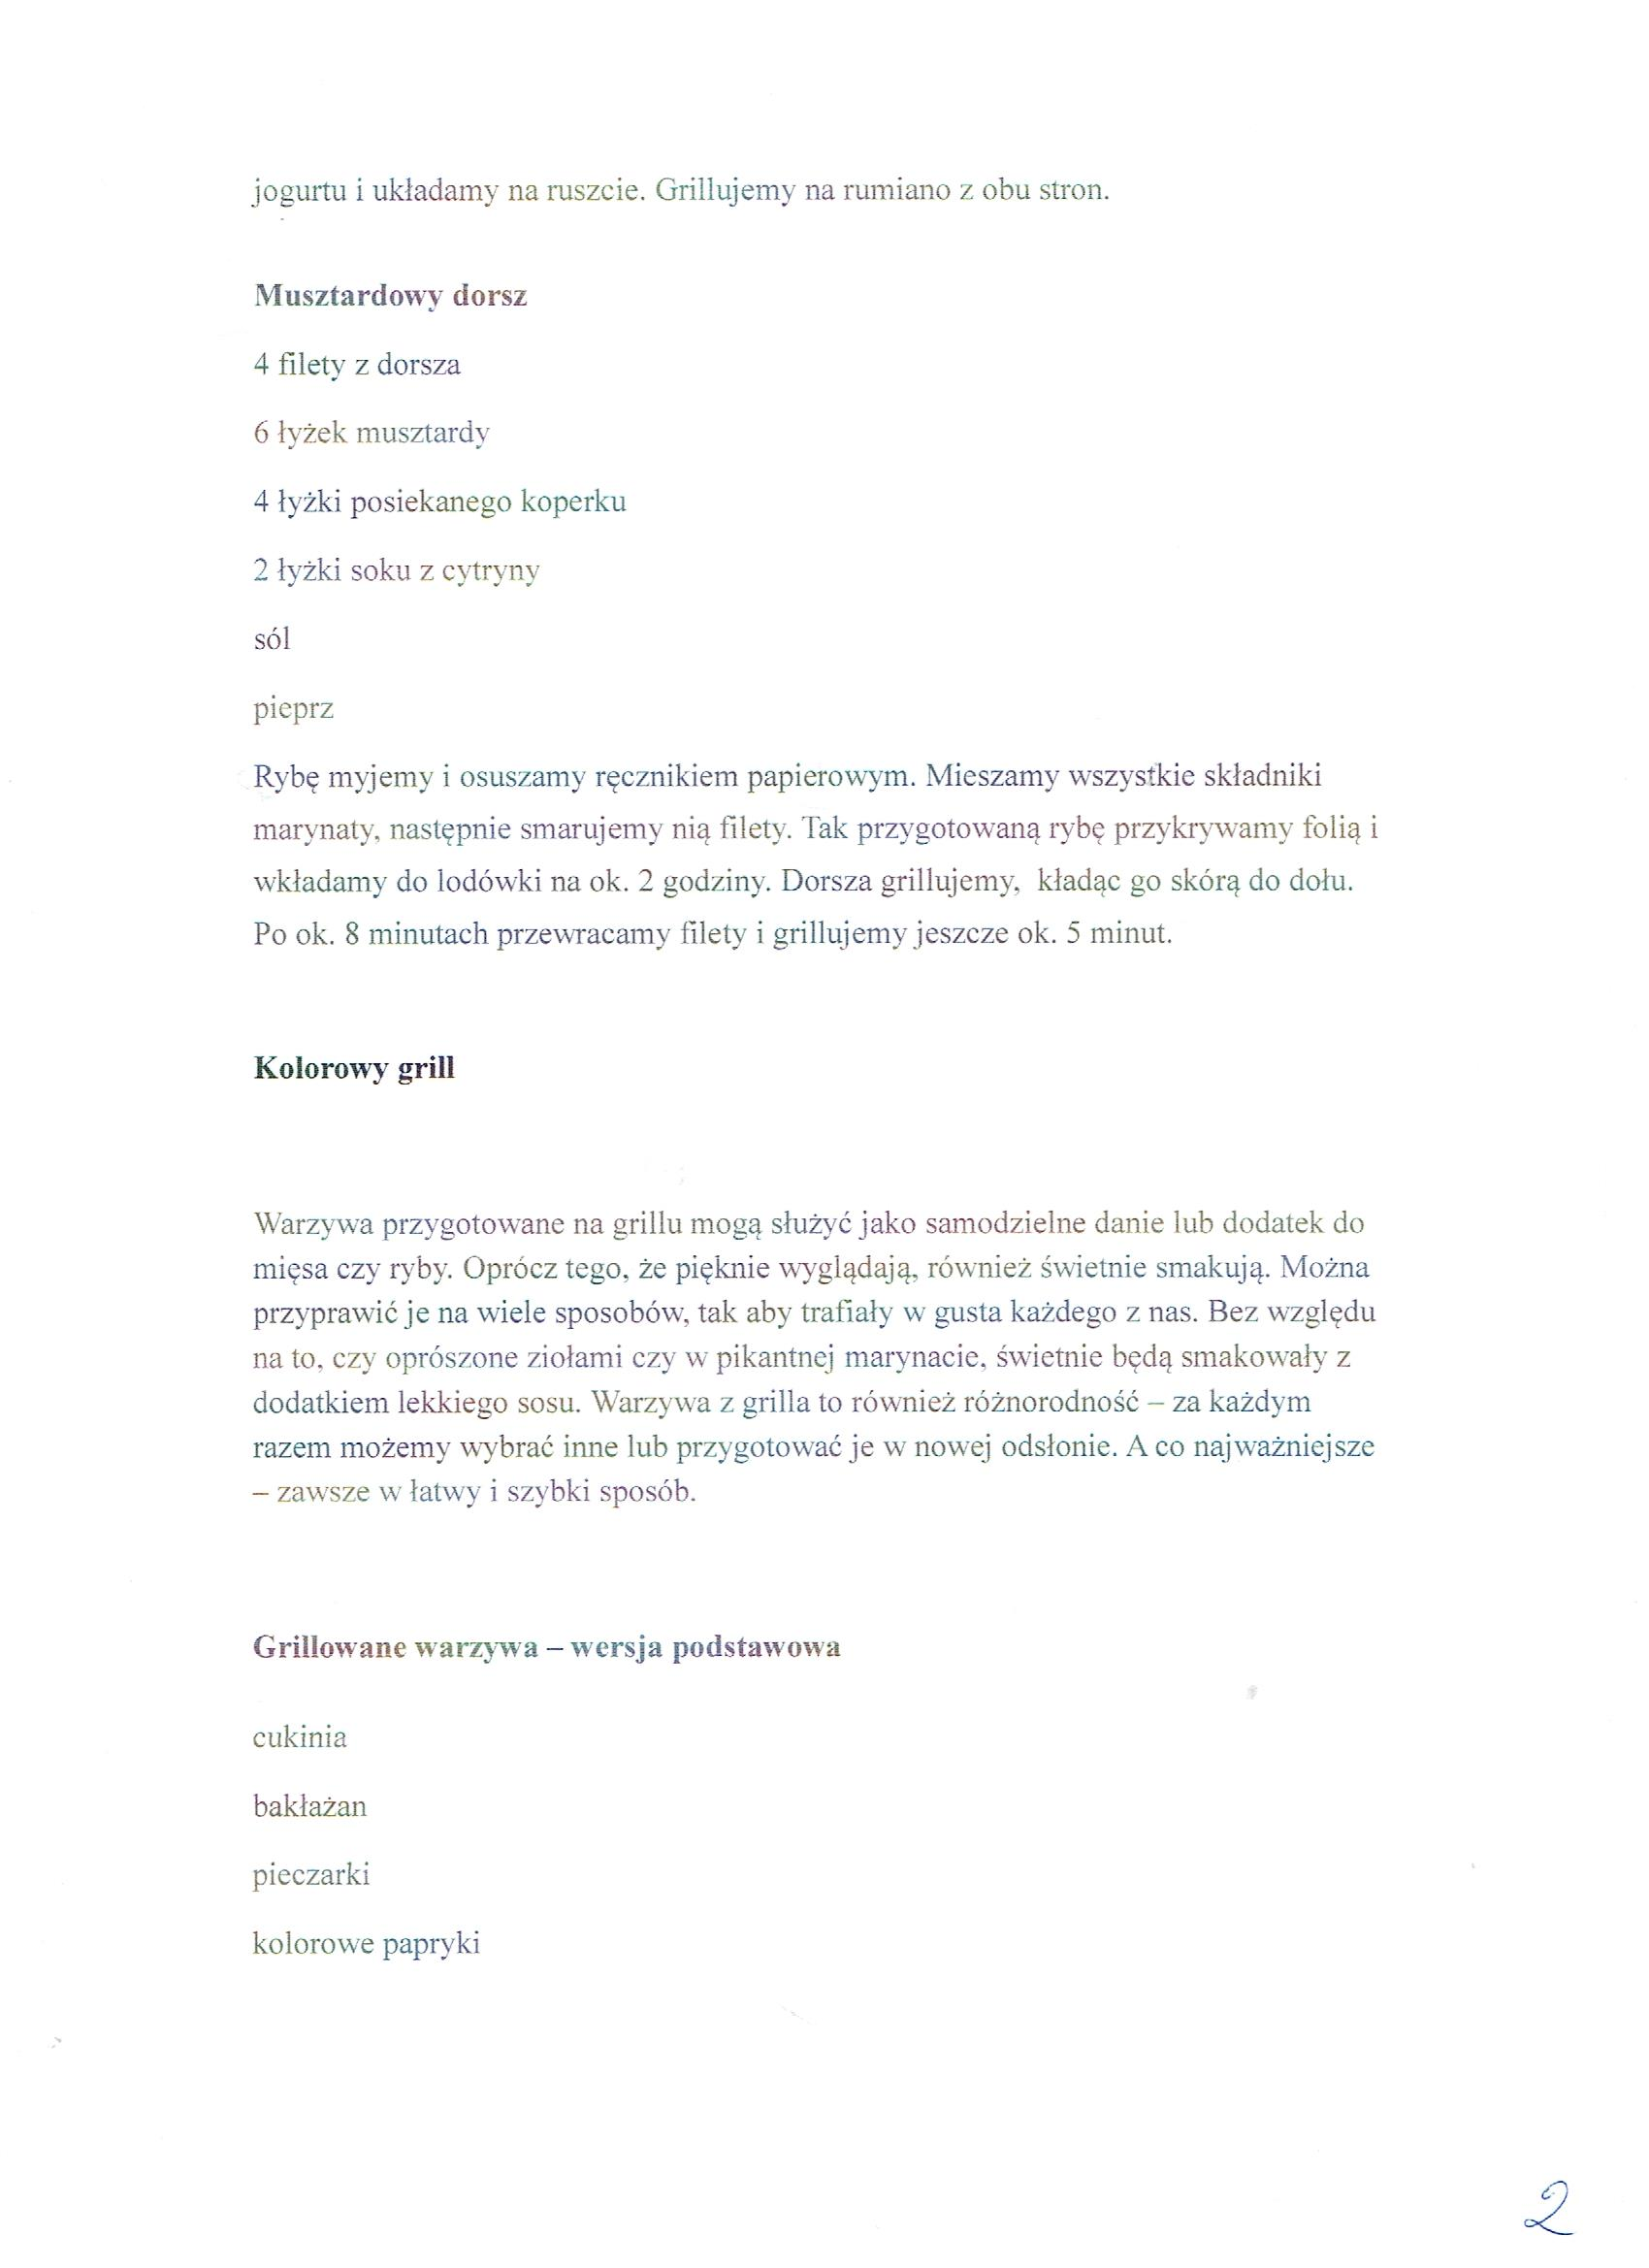 jogurtu i układamy na ruszcie. Grillujemy na rumiano z obu stron.
Musztardowy dorsz
4 filety z dorsza
6 łyżek musztardy
4 łyżki posiekanego koperku
2 łyżki soku z cytryny
sól
pieprz
Rybę myjemy i osuszamy ręcznikiem papierowym. Mieszamy wszystkie składniki
marynaty, następnie smarujemy nią filety. Tak przygotowaną rybę przykrywamy folią i
wkładamy do lodówki na ok. 2 godziny. Dorsza grillujemy,  kładąc go skórą do dołu.
Po ok. 8 minutach przewracamy filety i grillujemy jeszcze ok. 5 minut.
Kolorowy grill
Warzywa przygotowane na grillu mogą służyć jako samodzielne danie lub dodatek do
mięsa czy ryby. Oprócz tego, że pięknie wyglądają, również świetnie smakują. Można
przyprawić je na wiele sposobów, tak aby trafiały w gusta każdego z nas. Bez względu
na to, czy oprószone ziołami czy w pikantnej marynacie, świetnie będą smakowały z
dodatkiem lekkiego sosu. Warzywa z grilla to również różnorodność – za każdym
razem możemy wybrać inne lub przygotować je w nowej odsłonie. A co najważniejsze
– zawsze w łatwy i szybki sposób.
Grillowane warzywa – wersja podstawowa
cukinia
bakłażan
pieczarki
kolorowe papryki
2